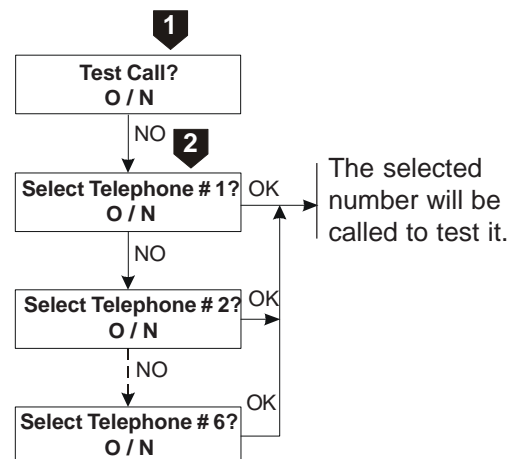 1
Test Call?
O / N
NO
2
Select Telephone # 1?
O / N
OK
The selected
number will be
called to test it.
NO
Select Telephone # 2?
O / N
OK
NO
OK
Select Telephone # 6?
O / N